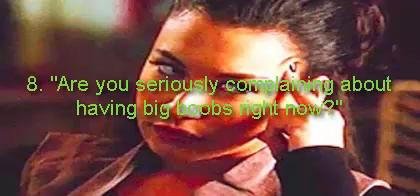 8. "Are you seriously complaining about
having big boobs right now?"